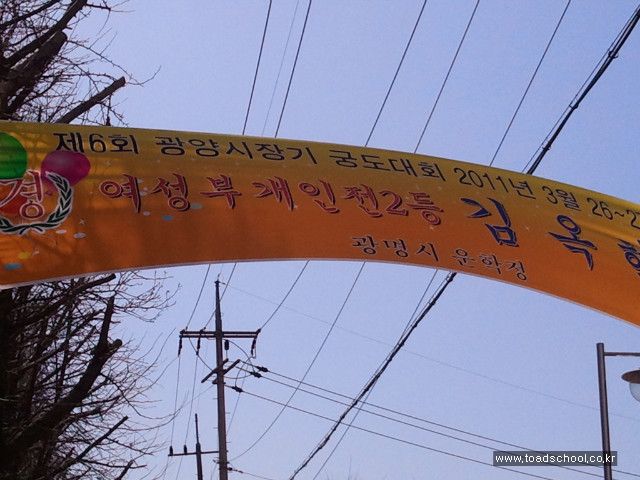 제6회 광양시장기 궁도대회 2011년 3월 26~2
경 여성부개인전2등 김옥
광명시 운학정
www.toadschool.co.kr